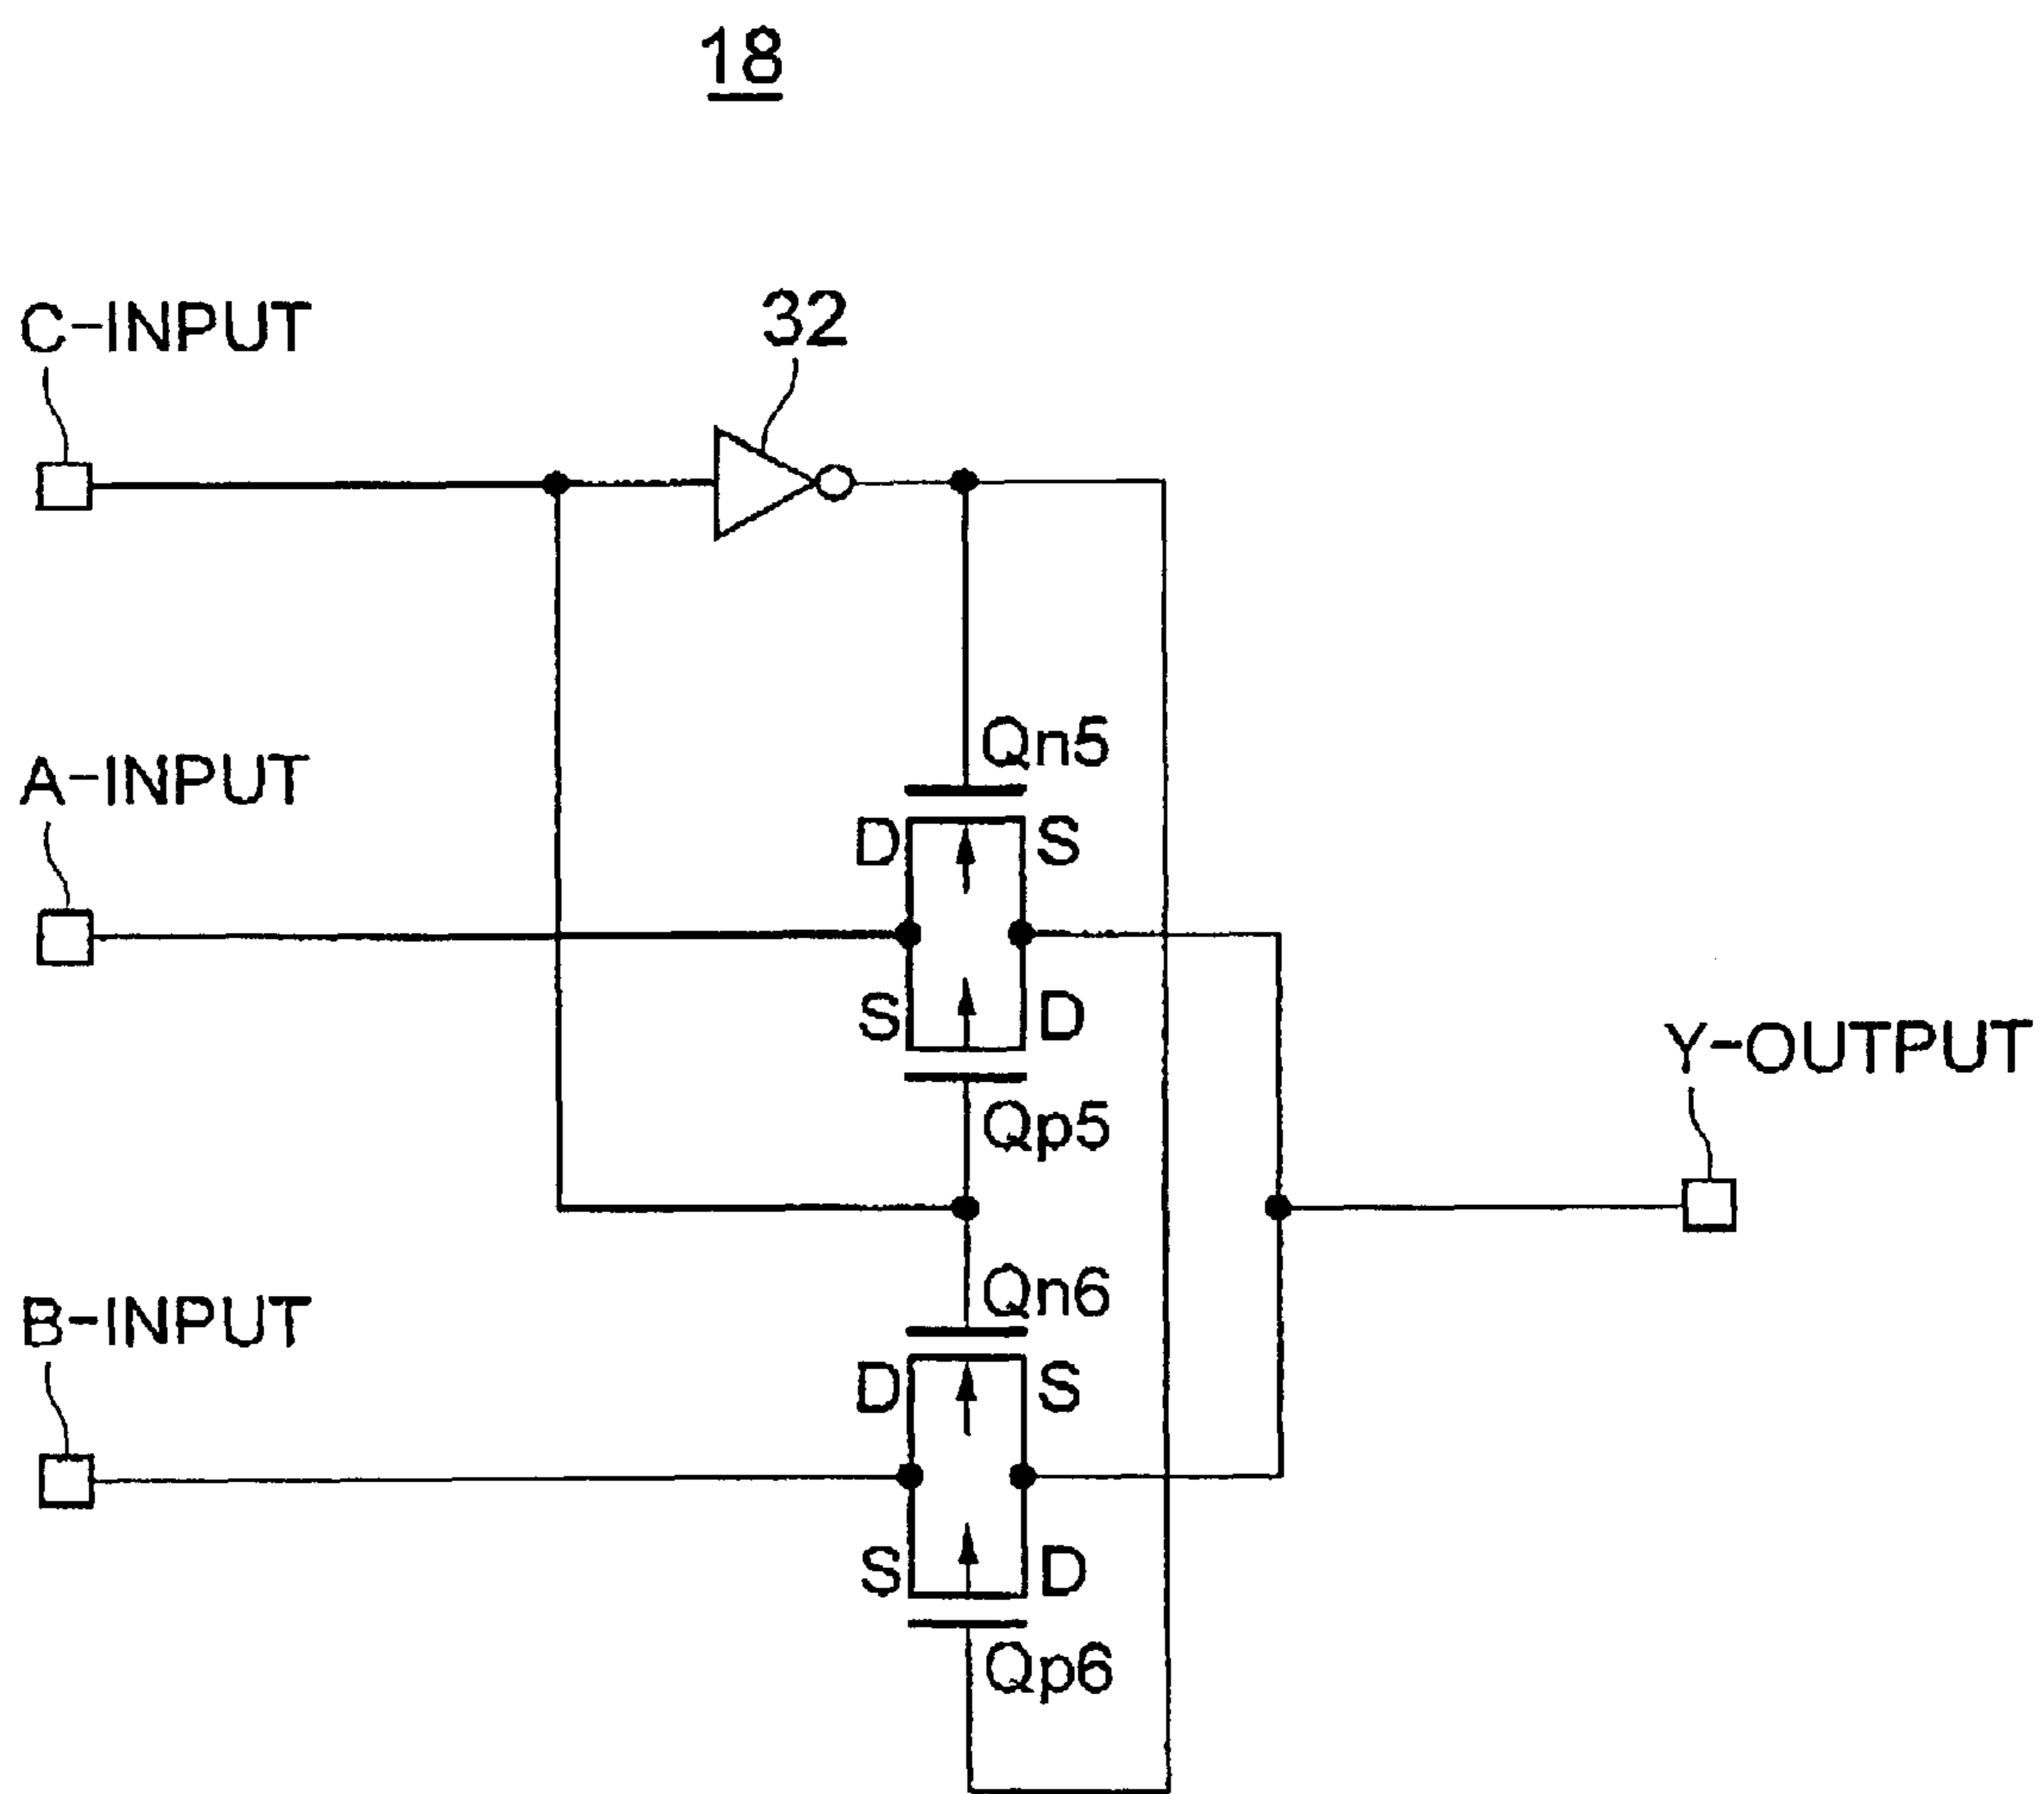 18
C-INPUT
32
Qn5
A-INPUT
D
S
S
D
Y-OUTPUT
Qp5
Qn6
B-INPUT
D
S
S
D
Qp6